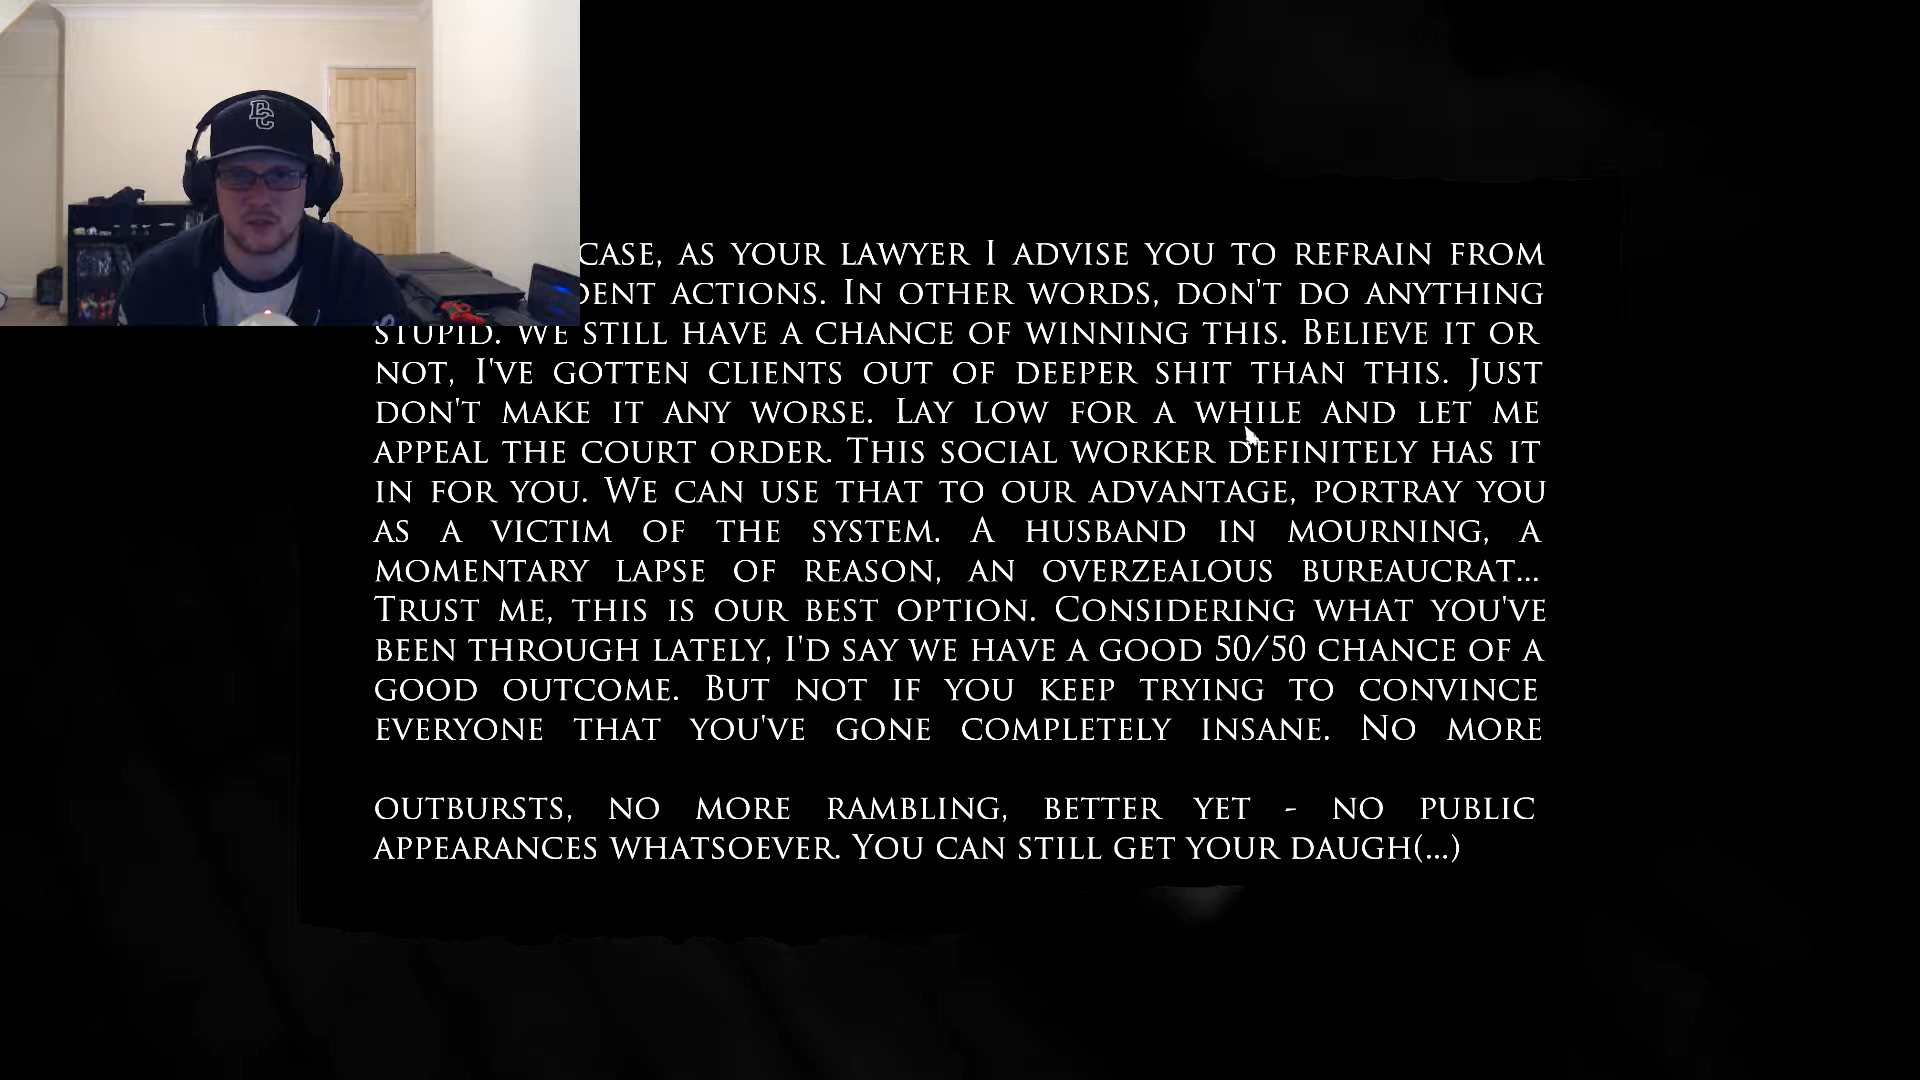 CASE, AS YOUR LAWYER I ADVISE YOU TO REFRAIN FROM
ACTIONS. IN OTHER WORDS, DON'T DO ANYTHING
STUPID. WE STILL HAVE A CHANCE OF WINNING THIS. BELIEVE IT OR
NOT, I'VE GOTTEN CLIENTS OUT OF DEEPER SHIT THAN THIS. JUST
DON'T MAKE IT ANY WORSE. LAY LOW FOR A WHILE AND LET ME
APPEAL THE COURT ORDER. THIS SOCIAL WORKER DEFINITELY HAS IT
IN FOR YOU. WE CAN USE THAT TO OUR ADVANTAGE, PORTRAY YOU
AS A VICTIM OF THE SYSTEM. A HUSBAND IN MOURNING, A
MOMENTARY LAPSE OF REASON, AN OVERZEALOUS BUREAUCRAT...
TRUST ME, THIS IS OUR BEST OPTION. CONSIDERING WHAT YOU'VE
BEEN THROUGH LATELY, I'D SAY WE HAVE A GOOD 50/50 CHANCE OF A
GOOD OUTCOME. BUT NOT IF YOU KEEP TRYING TO CONVINCE
EVERYONE THAT YOU'VE GONE COMPLETELY INSANE. NO MORE
OUTBURSTS, NO MORE RAMBLING, BETTER YET - NO PUBLIC
APPEARANCES WHATSOEVER. YOU CAN STILL GET YOUR DAUGH(...)